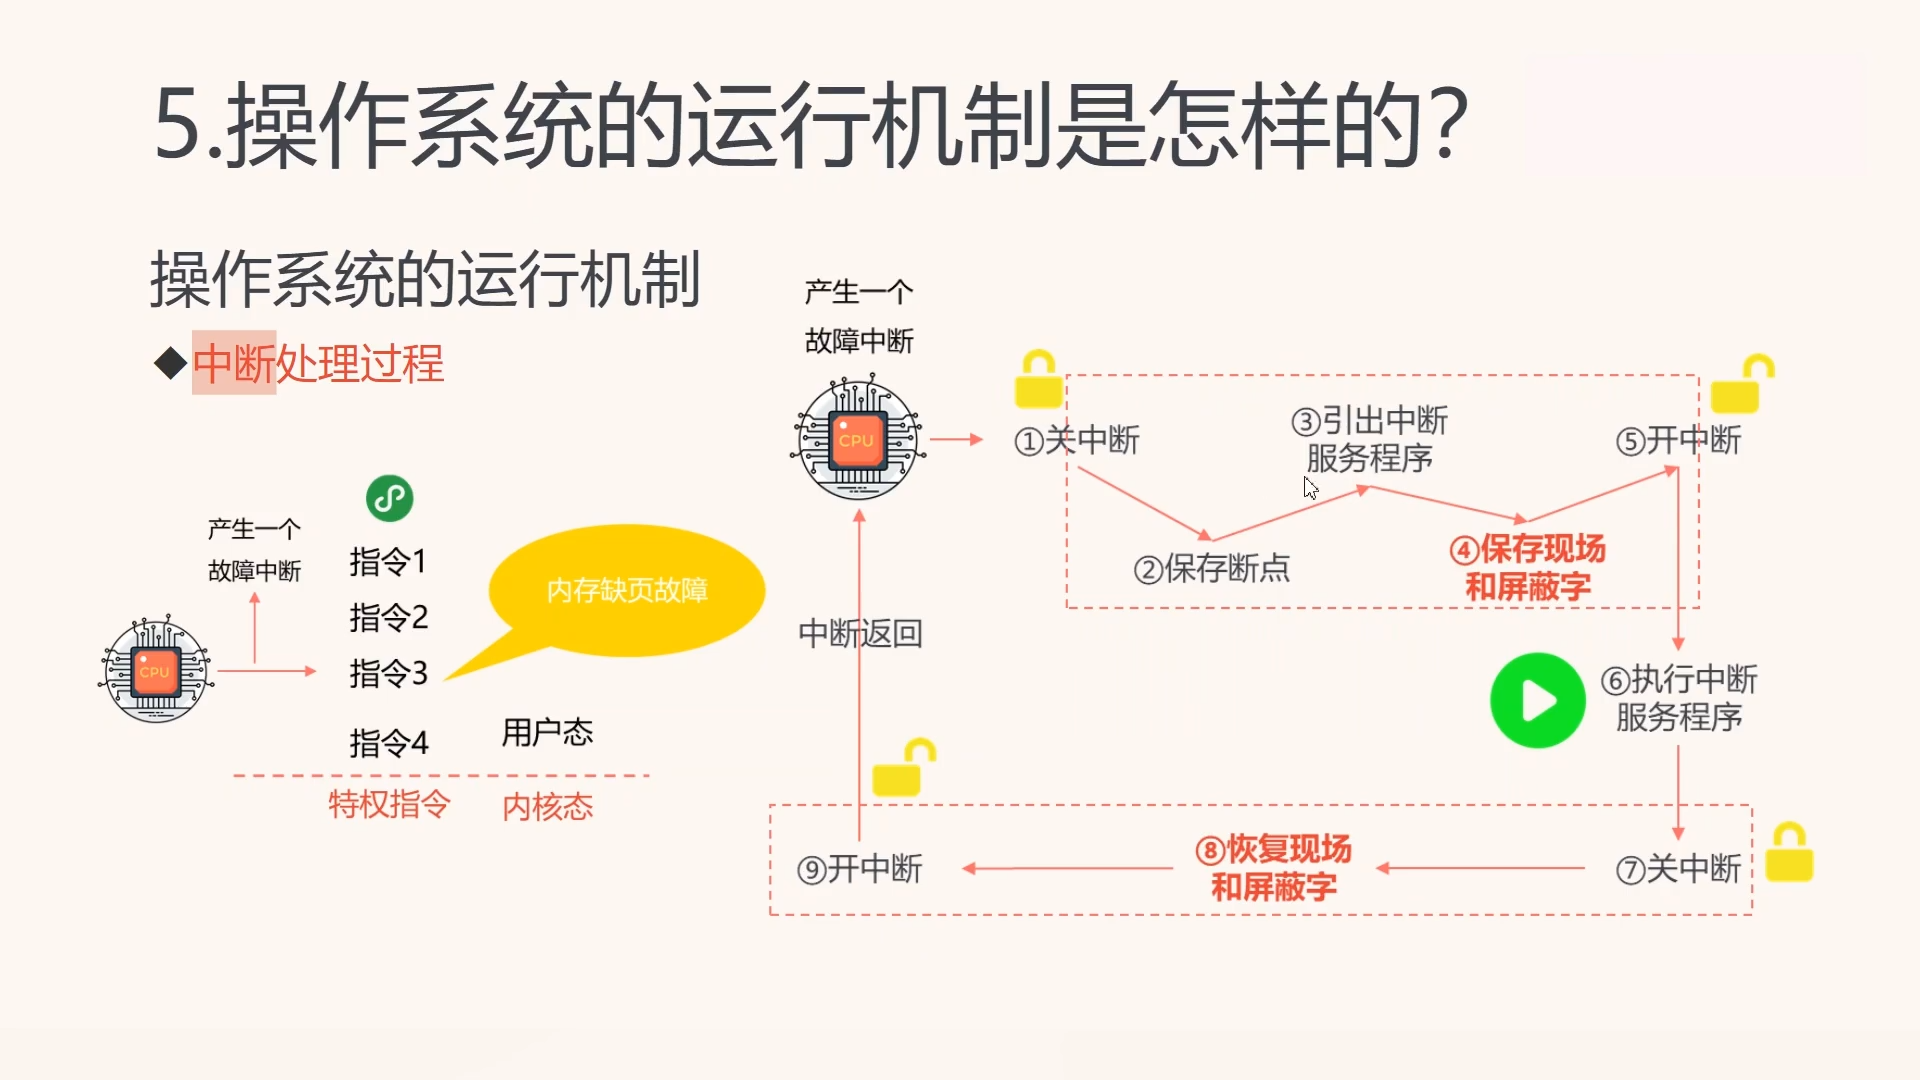 5.操作系统的运行机制是怎样的?
操作系统的运行机制
◆中断处理过程
产生一个
故障中断
CPU
指令1
指令2
指令3
指令4
内存缺页故障
用户态
特权指令
内核态
产生一个
故障中断
CPU
①关中断
②保存断点
③引出中断
服务程序
④保存现场
和屏蔽字
⑤开中断
⑥执行中断
服务程序
⑦关中断
⑧恢复现场
和屏蔽字
⑨开中断
中断返回